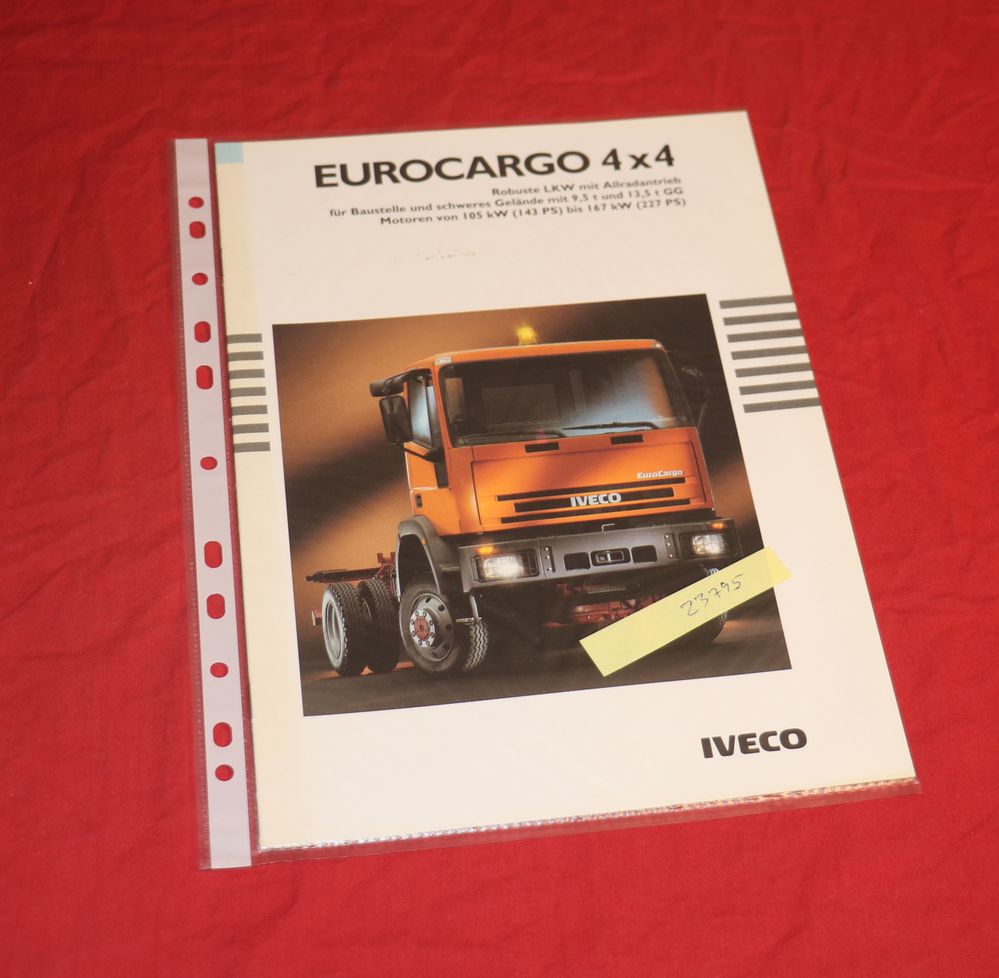 EUROCARGO 4x4
Robuste LKW mit Allradantrieb
für Baustelle und schweres Gelände mit 9,5 t und 13,5 t GG
Motoren von 105 kW (143 PS) bis 167 kW (227 PS)
EuroCargo
IVECO
23795
IVECO